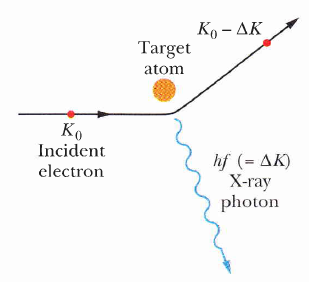 K₀ − ΔK
Target
atom
K₀
Incident
electron
hf (= ΔK)
X-ray
photon